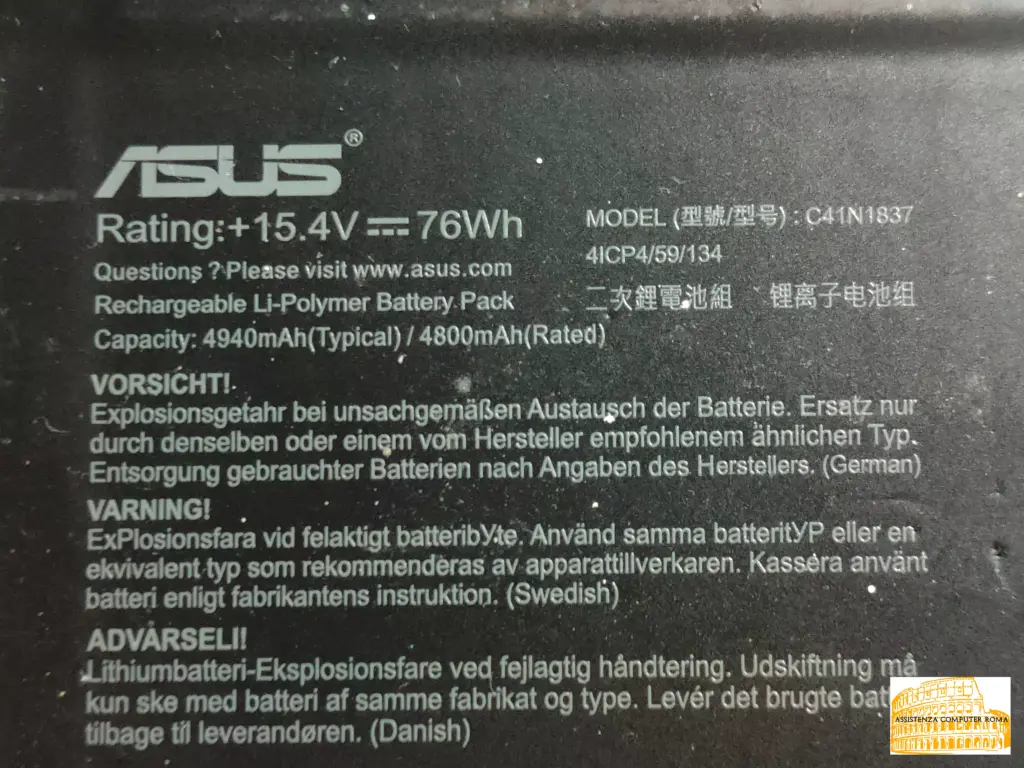 ASUS®
Rating:+15.4V⎓76Wh
Questions ? Please visit www.asus.com
Rechargeable Li-Polymer Battery Pack
Capacity: 4940mAh(Typical) / 4800mAh(Rated)
MODEL (型號/型号) : C41N1837
4ICP4/59/134
二次鋰電池組 锂离子电池组
VORSICHT!
Explosionsgetahr bei unsachgemäßen Austausch der Batterie. Ersatz nur
durch denselben oder einem vom Hersteller empfohlenem ähnlichen Typ.
Entsorgung gebrauchter Batterien nach Angaben des Herstellers. (German)
VARNING!
ExPlosionsfara vid felaktigt batteribYte. Använd samma batteritYP eller en
ekvivalent typ som rekommenderas av apparattillverkaren. Kassera använt
batteri enligt fabrikantens instruktion. (Swedish)
ADVARSELI!
Lithiumbatteri-Eksplosionsfare ved fejlagtig håndtering. Udskiftning må
kun ske med batteri af samme fabrikat og type. Levér det brugte bat
tilbage til leverandøren. (Danish)
ASSISTENZA COMPUTER ROMA